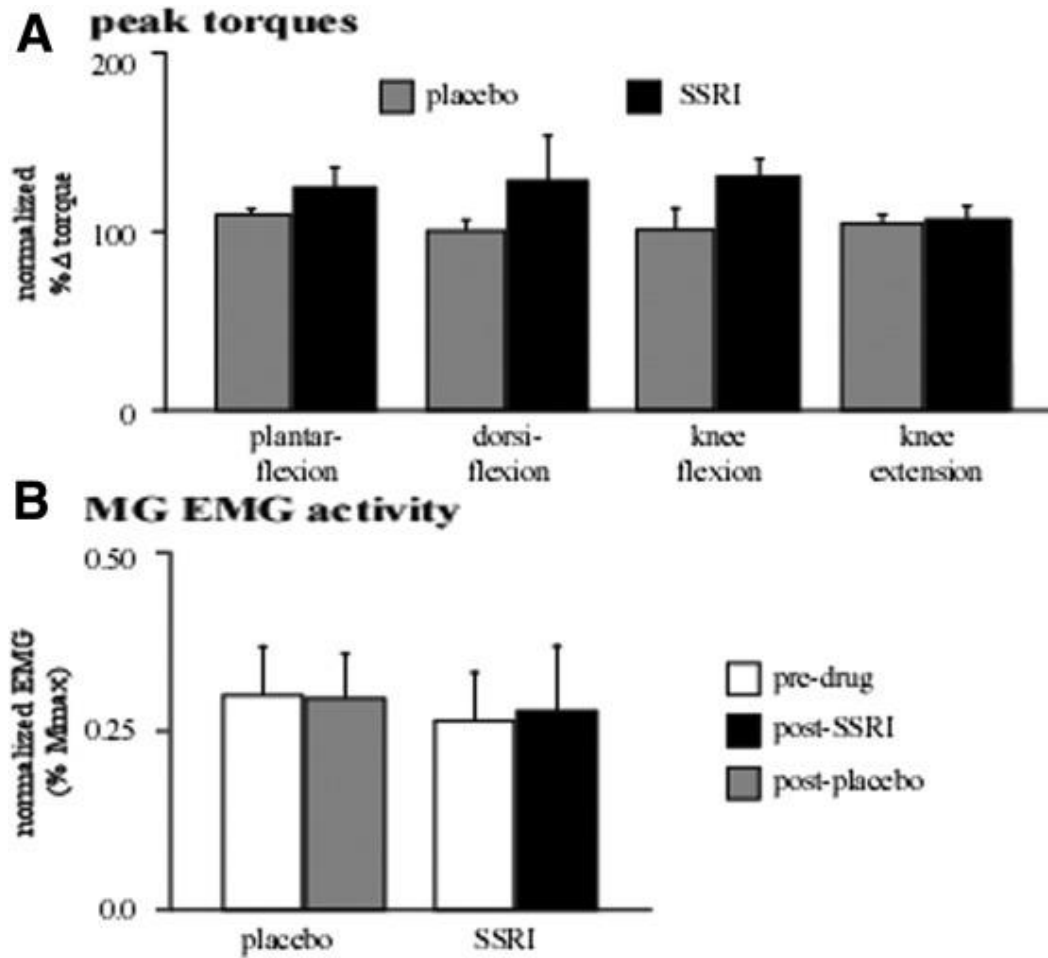 A peak torques
200
placebo SSRI
normalized
% Δ torque
100
0
plantar-
flexion
dorsi-
flexion
knee
flexion
knee
extension
B MG EMG activity
0.50
normalized EMG
(% Mmax)
0.25
0.0
pre-drug
post-SSRI
post-placebo
placebo SSRI